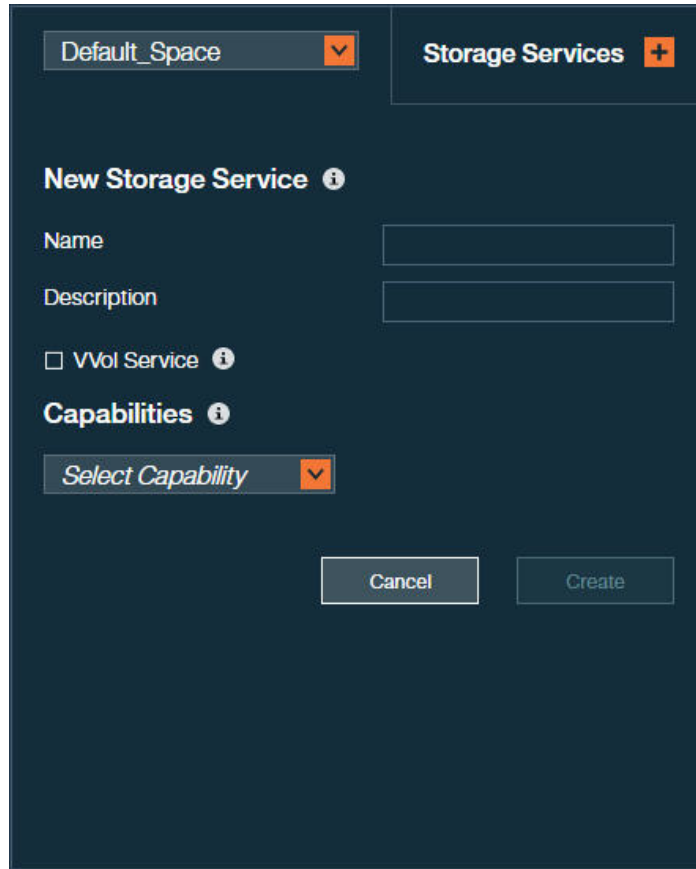 Default_Space
Storage Services
New Storage Service
Name
Description
VVol Service
Capabilities
Select Capability
Cancel
Create